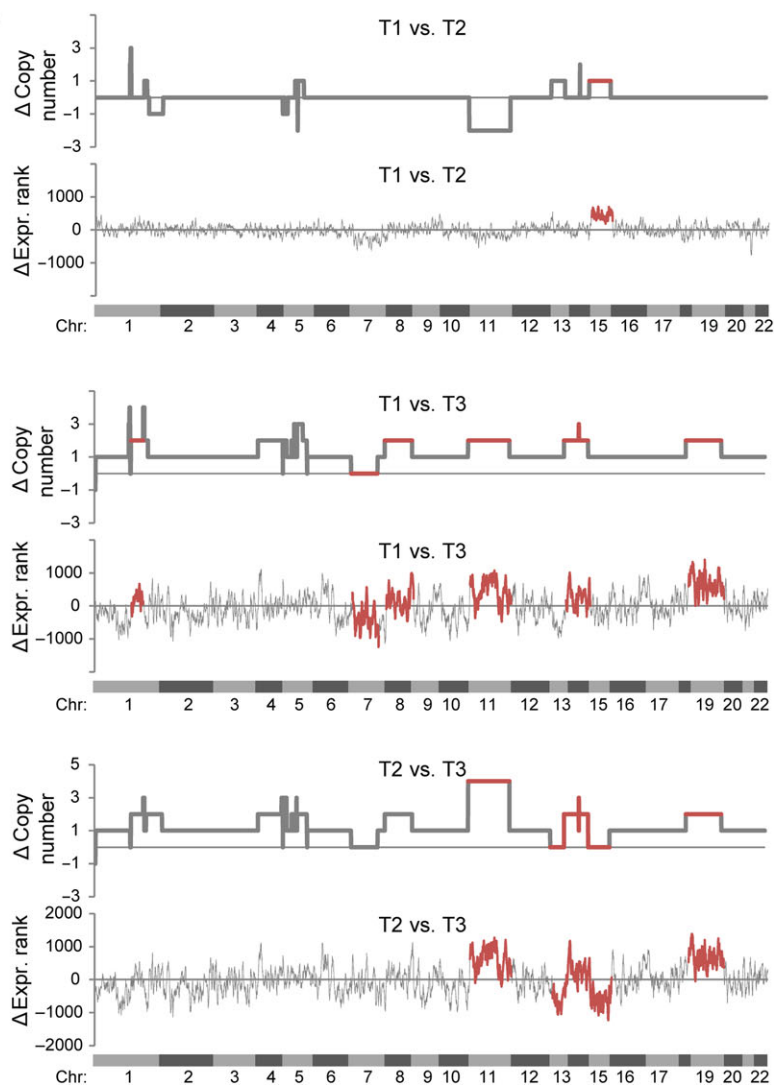 T1 vs. T2
Δ Copy number
3
1
−1
−3
T1 vs. T2
Δ Expr. rank
1000
0
−1000
Chr: 1 2 3 4 5 6 7 8 9 10 11 12 13 15 16 17 19 20 22
T1 vs. T3
Δ Copy number
3
1
−1
−3
T1 vs. T3
Δ Expr. rank
1000
0
−1000
Chr: 1 2 3 4 5 6 7 8 9 10 11 12 13 15 16 17 19 20 22
T2 vs. T3
Δ Copy number
5
3
1
−1
−3
T2 vs. T3
Δ Expr. rank
2000
1000
0
−1000
−2000
Chr: 1 2 3 4 5 6 7 8 9 10 11 12 13 15 16 17 19 20 22